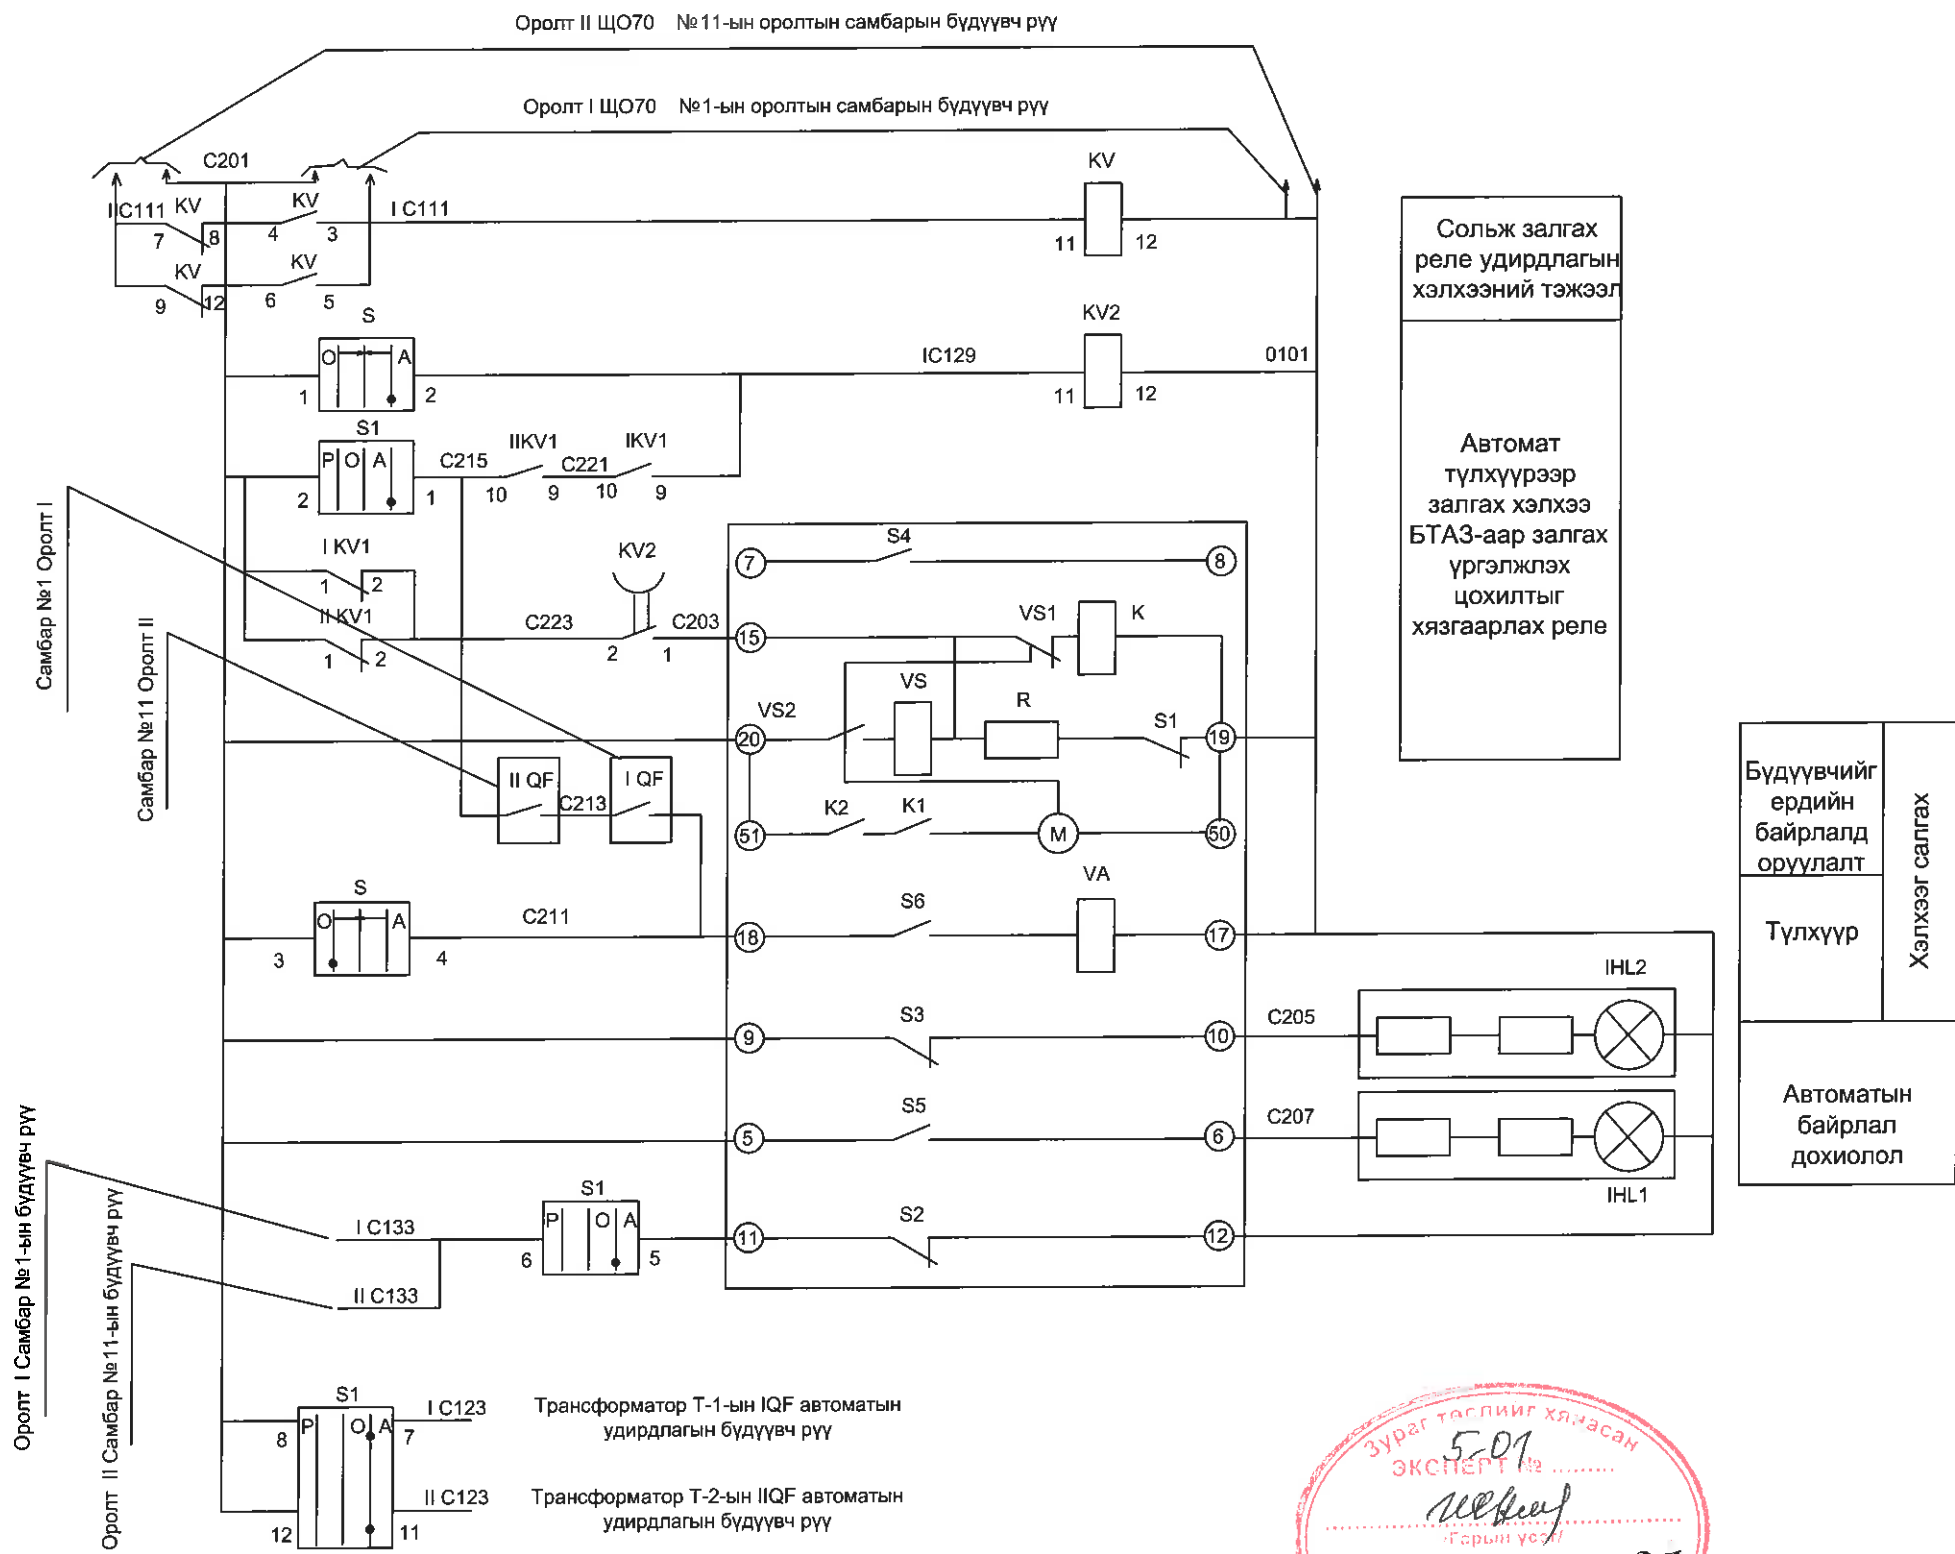 Оролт II ЩО70 №11-ын оролтын самбарын бүдүүвч рүү
Оролт I ЩО70 №1-ын оролтын самбарын бүдүүвч рүү
C201
KV
II C111 KV
KV
I C111
7 8 4 3
11 12
KV
KV
9 12 6 5
S
KV2
O A
IC129
0101
1 2
11 12
S1
P O A
C215
IIKV1
C221
IKV1
2 1
10 9 10 9
I KV1
1 2
KV2
II KV1
1 2
C223
C203
2 1
S4
7 8
15
VS1
K
VS2
VS
R
S1
20 19
II QF
C213
I QF
K2
K1
51
M
50
S
O A
C211
3 4
S6
VA
18 17
S3
9 10
C205
IHL2
S5
5 6
C207
IHL1
S1
P O A
I C133
6 5
S2
11 12
II C133
S1
P O A
8 7
I C123
Трансформатор Т-1-ын IQF автоматын
удирдлагын бүдүүвч рүү
12 11
II C123
Трансформатор Т-2-ын IIQF автоматын
удирдлагын бүдүүвч рүү
Самбар №1 Оролт I
Самбар №11 Оролт II
Оролт I Самбар №1-ын бүдүүвч рүү
Оролт II Самбар №11-ын бүдүүвч рүү
Сольж залгах
реле удирдлагын
хэлхээний тэжээл
Автомат
түлхүүрээр
залгах хэлхээ
БТАЗ-аар залгах
үргэлжлэх
цохилтыг
хязгаарлах реле
Бүдүүвчийг
ердийн
байрлалд
оруулалт
Түлхүүр
Хэлхээг салгах
Автоматын
байрлал
дохиолол
Зураг төслийг хянасан
5-01
ЭКСПЕРТ № .........
/Гарын үсэг/